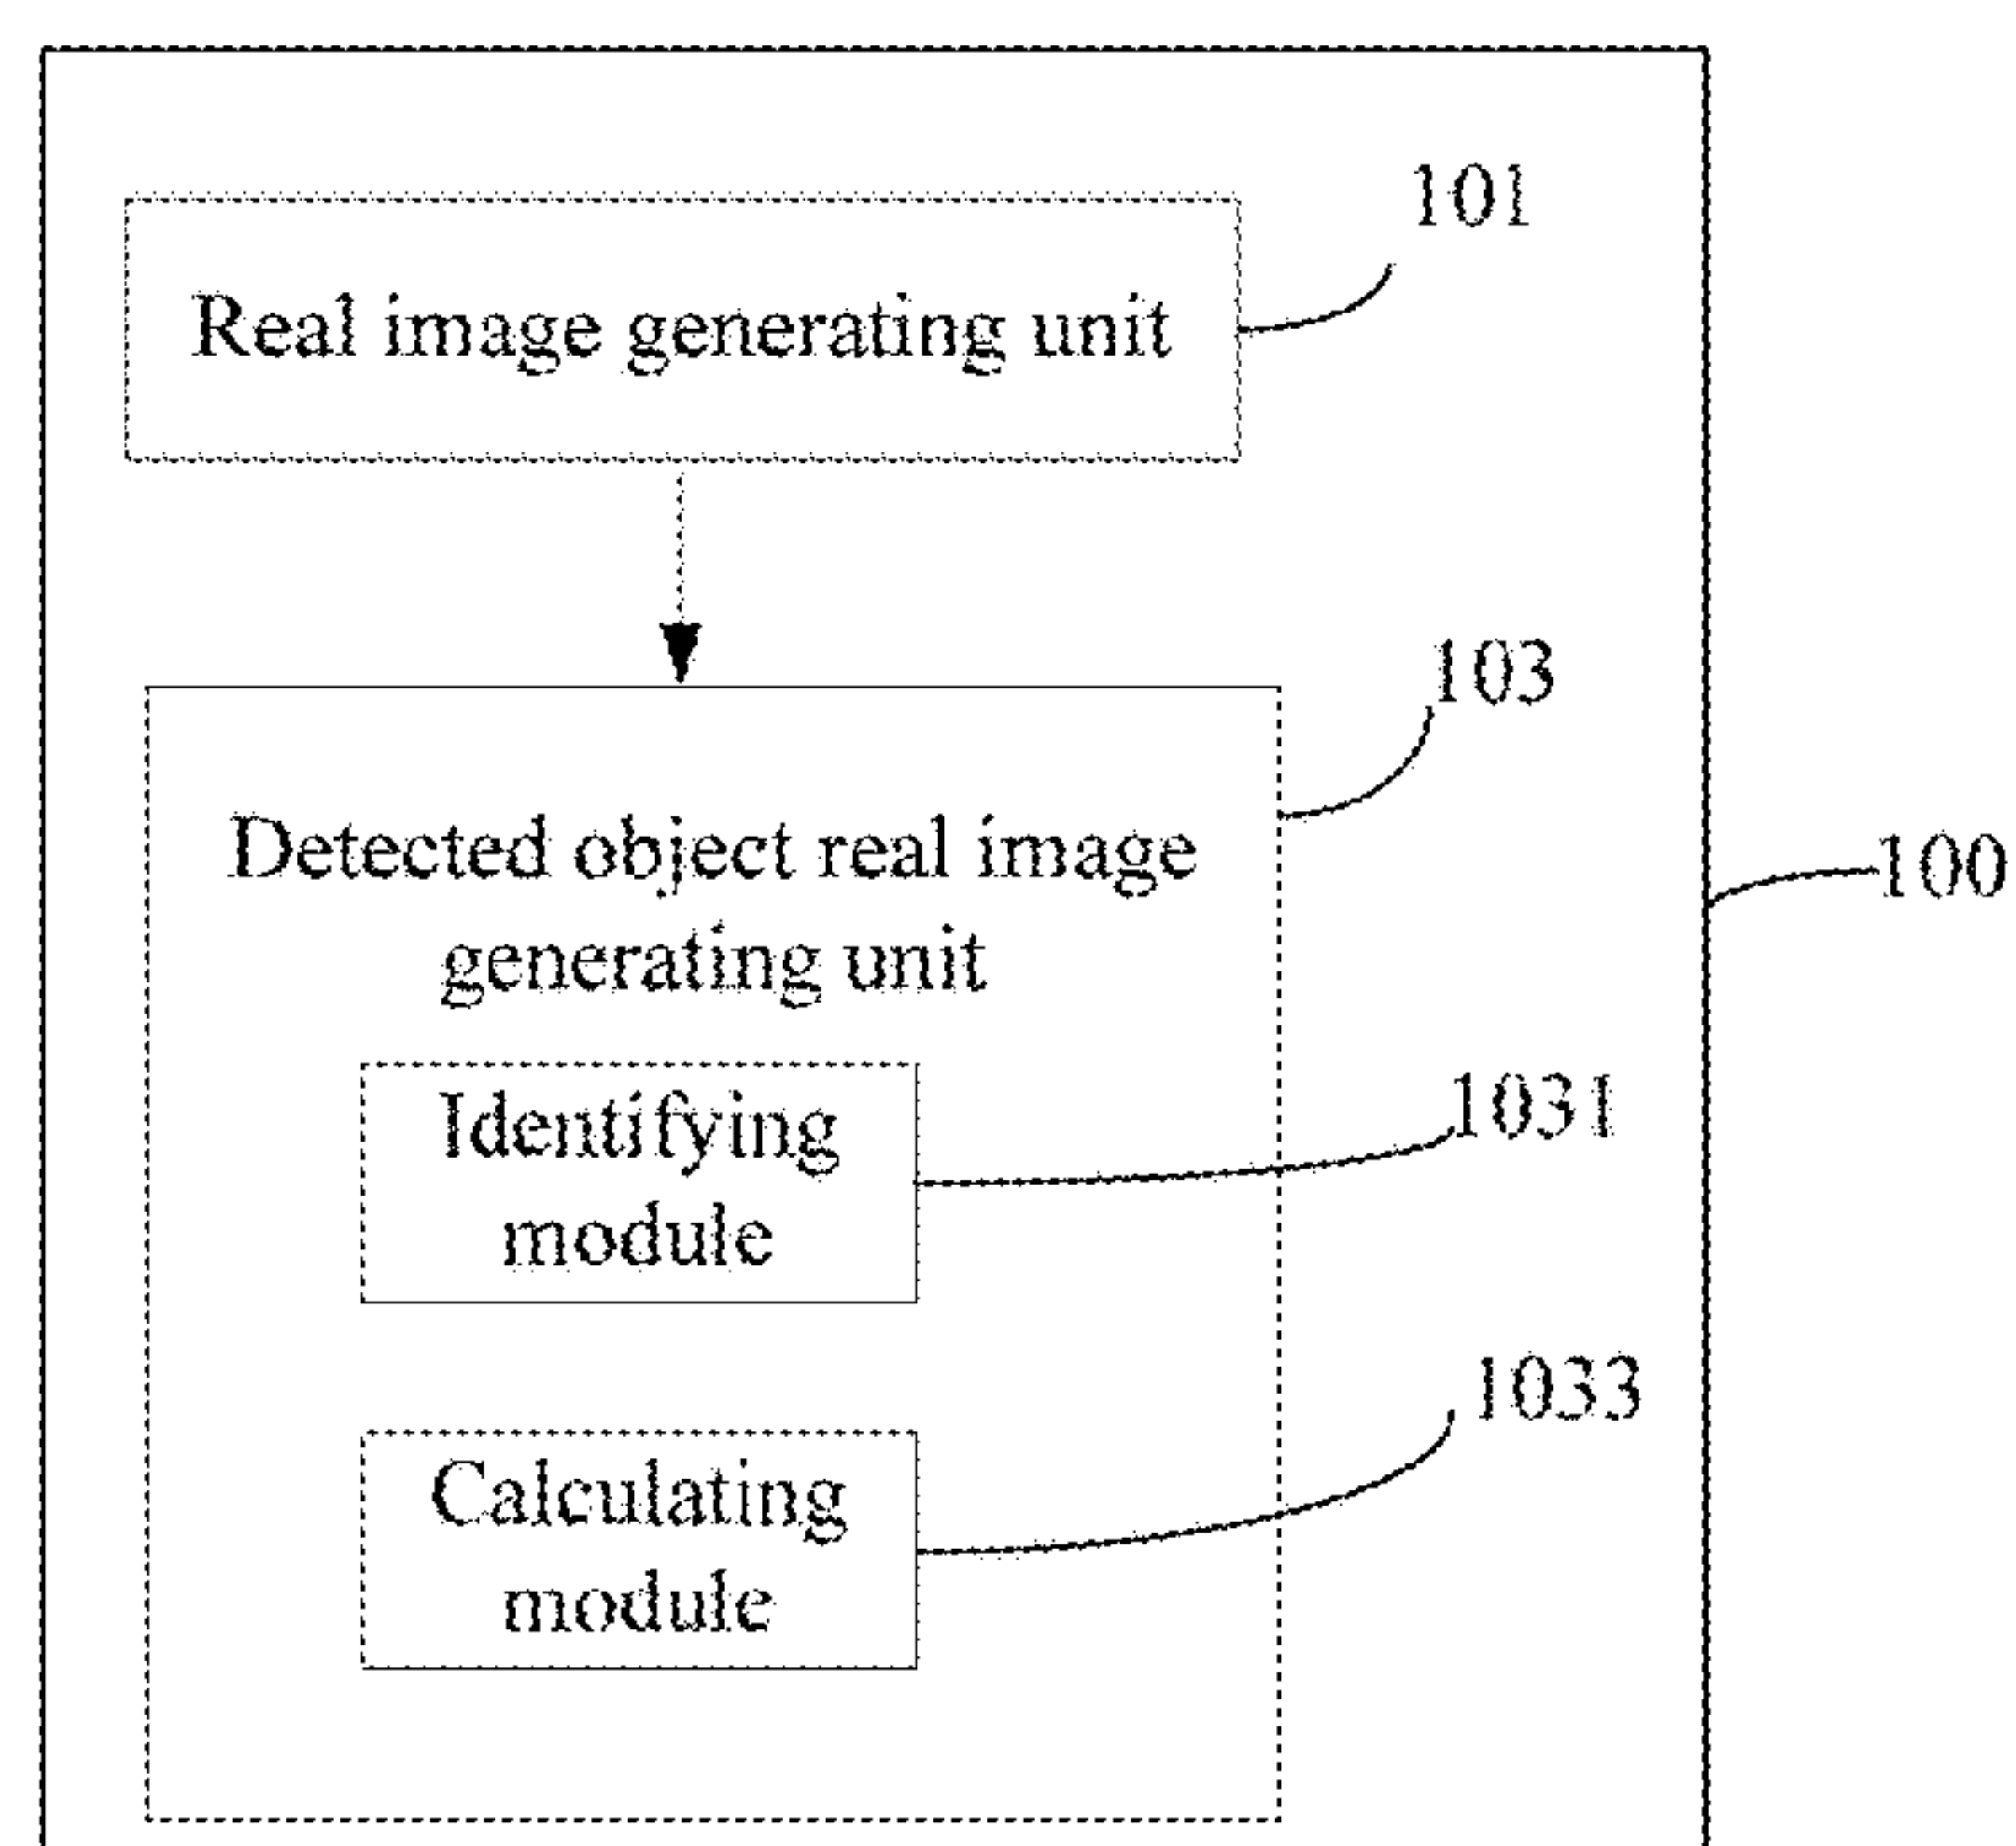 101
Real image generating unit
103
Detected object real image
generating unit
100
Identifying
module
1031
Calculating
module
1033